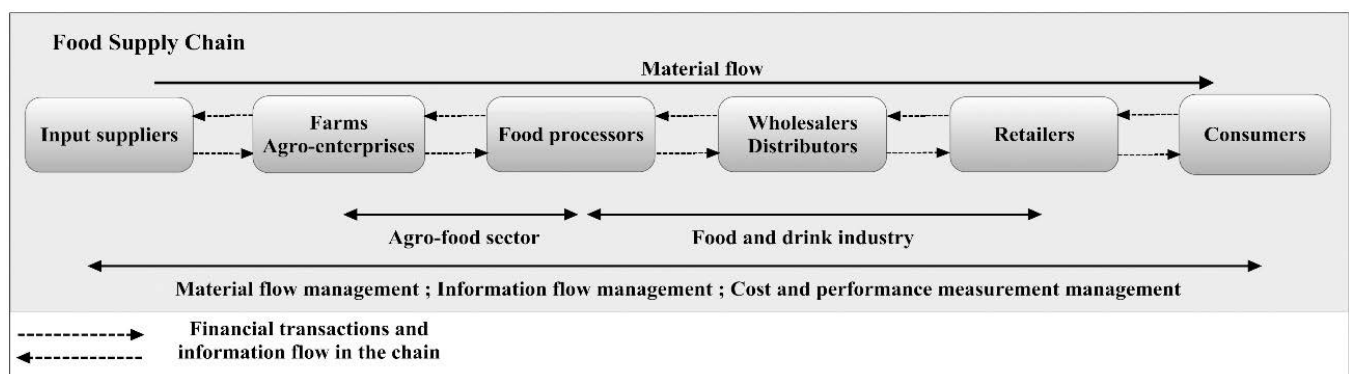 Food Supply Chain
Material flow
Input suppliers
Farms
Agro-enterprises
Food processors
Wholesalers
Distributors
Retailers
Consumers
Agro-food sector
Food and drink industry
Material flow management ; Information flow management ; Cost and performance measurement management
Financial transactions and
information flow in the chain